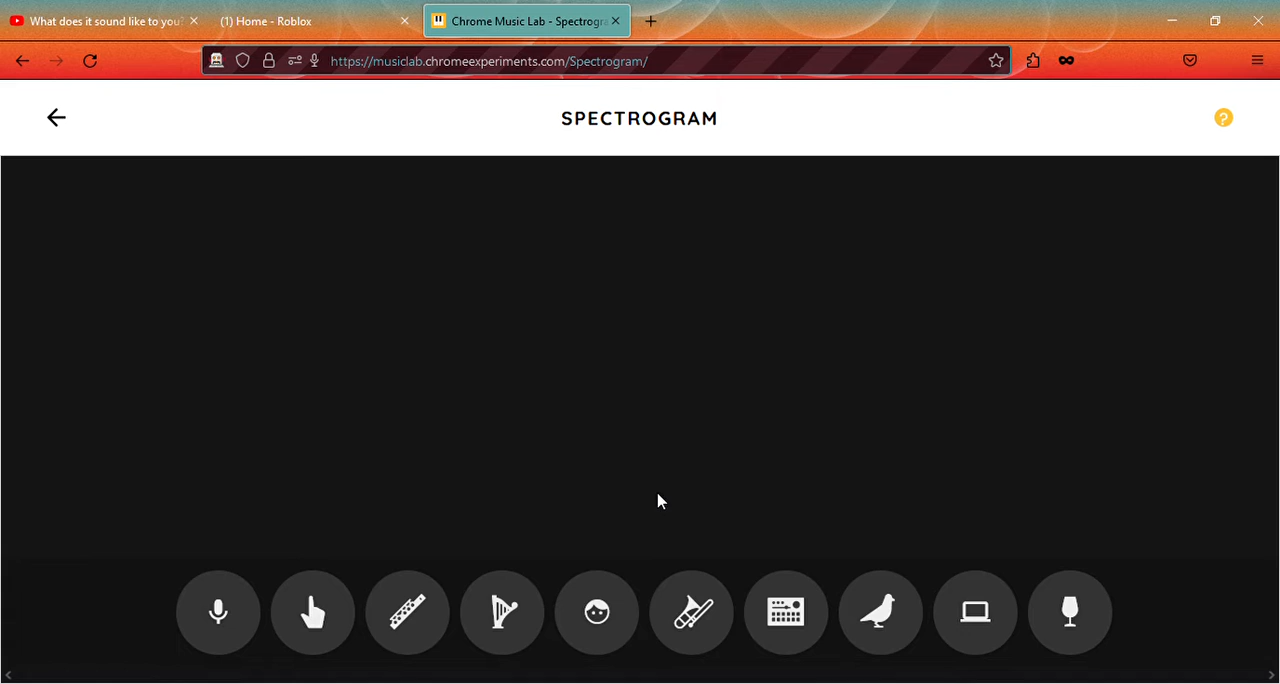 What does it sound like to you?
(1) Home - Roblox
Chrome Music Lab - Spectrogra
https://musiclab.chromeexperiments.com/Spectrogram/
SPECTROGRAM
?